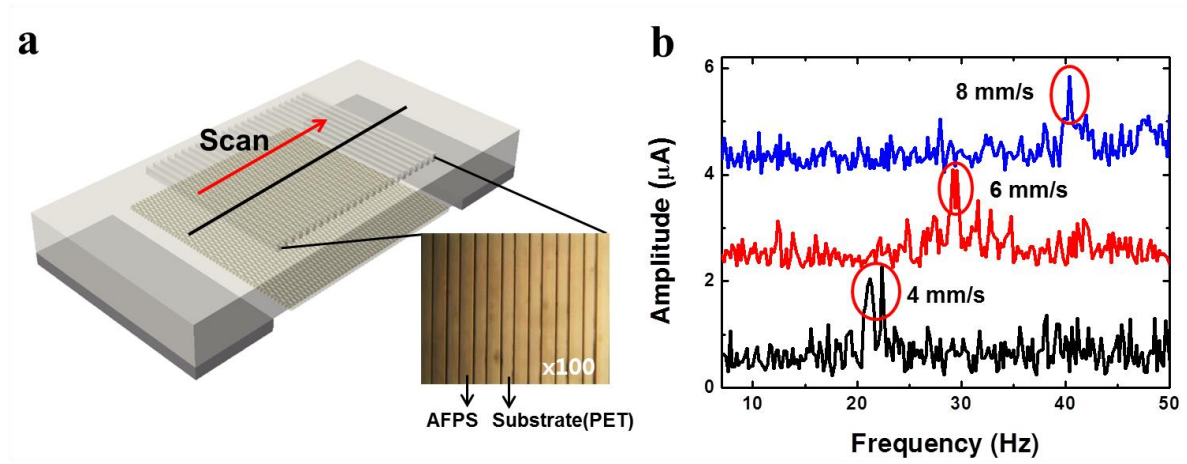 a
Scan
x100
AFPS
Substrate(PET)
b
Amplitude (μA)
6
4
2
0
8 mm/s
6 mm/s
4 mm/s
10
20
30
40
50
Frequency (Hz)